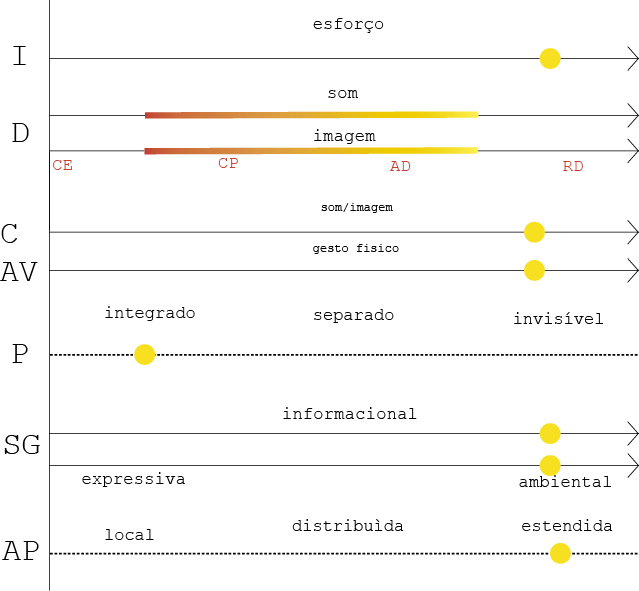 esforço
I
som
D
imagem
CE CP AD RD
som/imagem
C
gesto fisico
AV
integrado separado invisível
P
informacional
SG
expressiva ambiental
local distribuìda estendida
AP